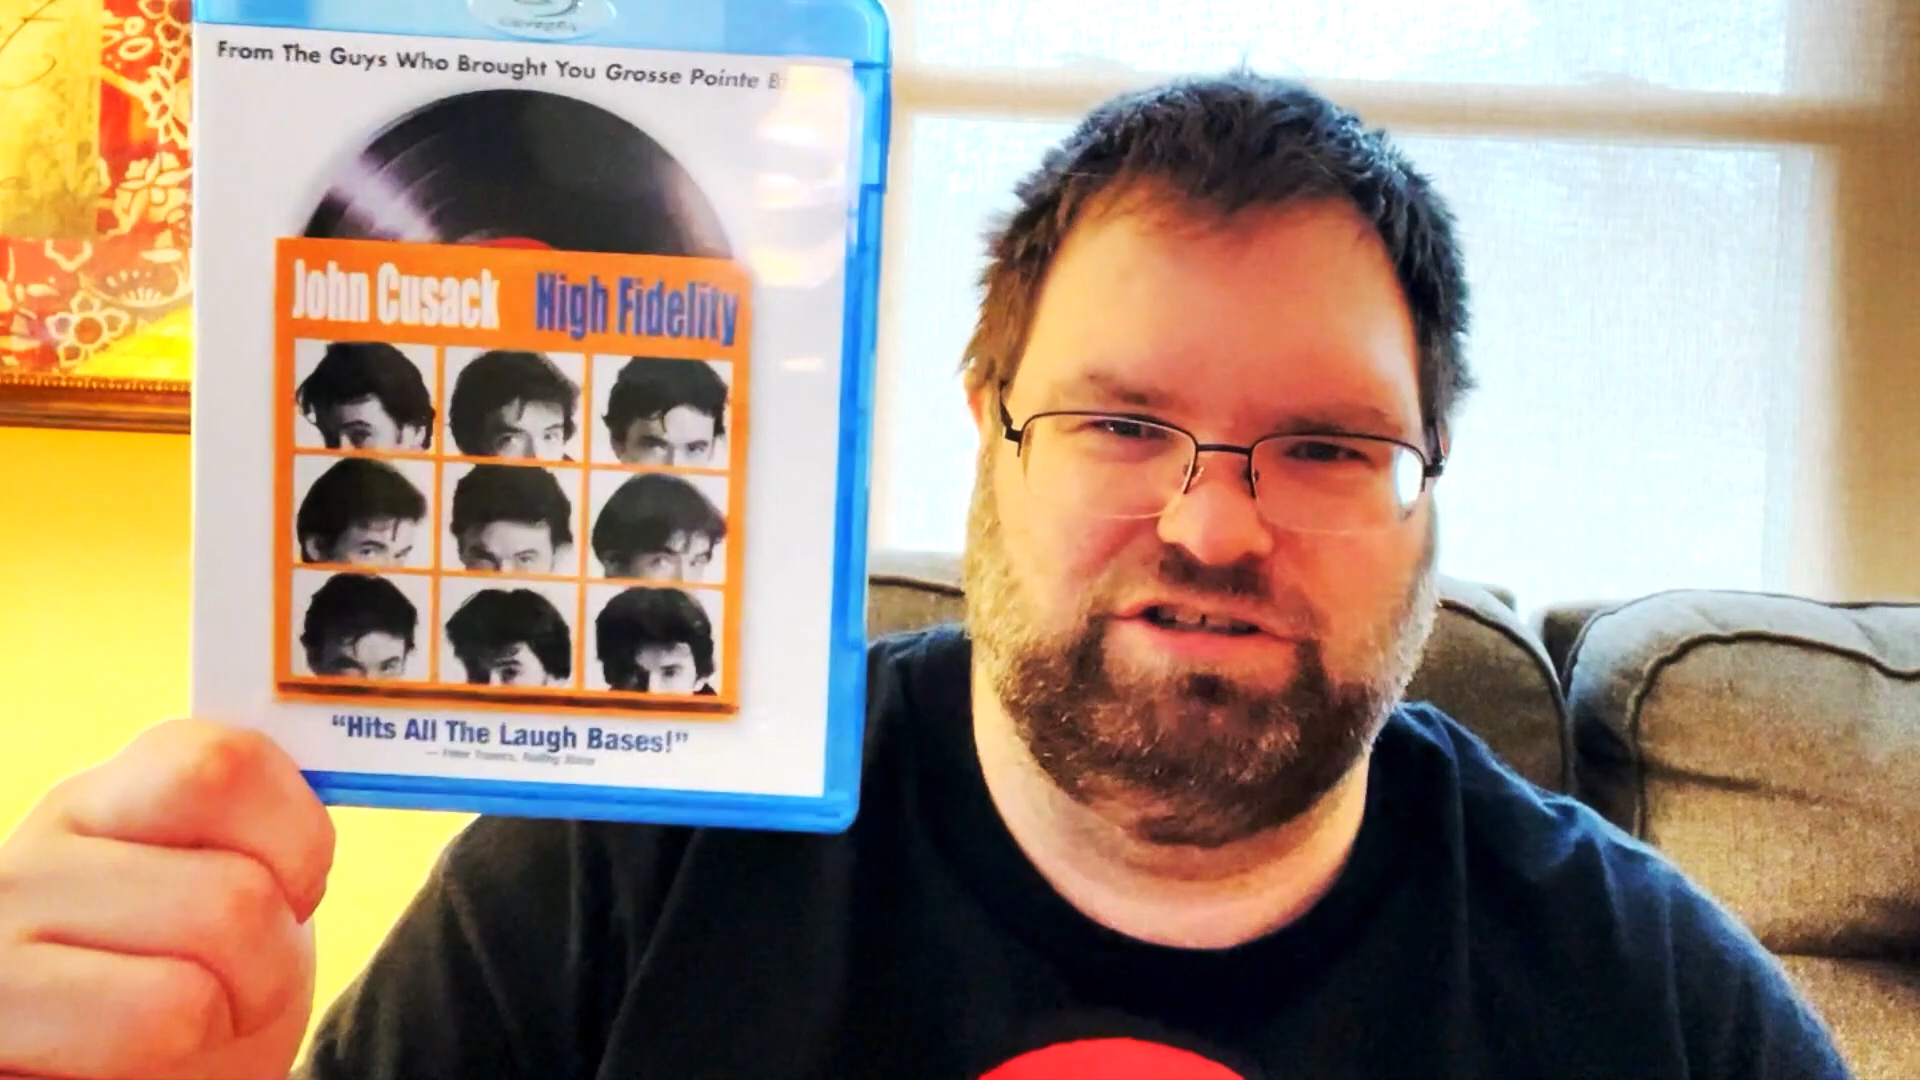 From The Guys Who Brought You Grosse Pointe
John Cusack High Fidelity
"Hits All The Laugh Bases!"